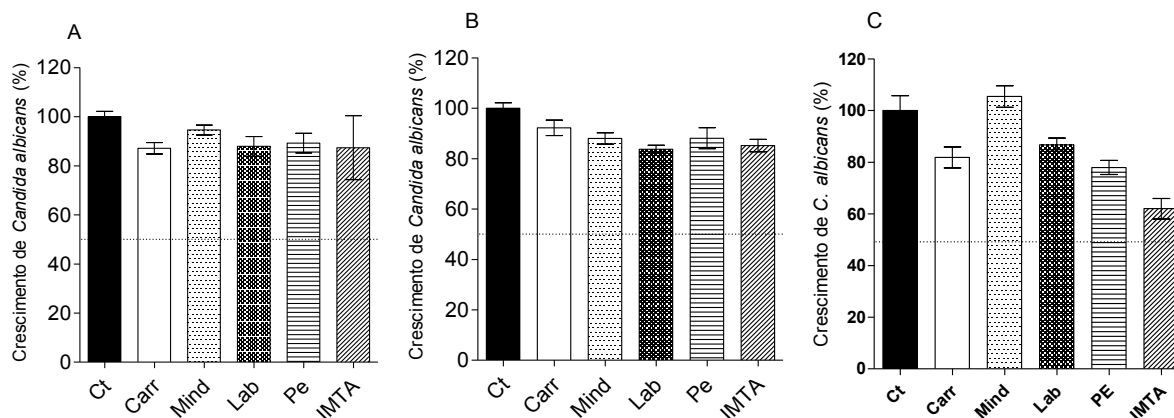 A
Crescimento de Candida albicans (%)
120
100
80
60
40
20
0
Ct
Carr
Mind
Lab
Pe
IMTA
B
Crescimento de Candida albicans (%)
120
100
80
60
40
20
0
Ct
Carr
Mind
Lab
Pe
IMTA
C
Crescimento de C. albicans (%)
120
100
80
60
40
20
0
Ct
Carr
Mind
Lab
PE
IMTA